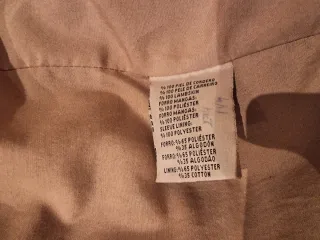 %100 PIEL DE CORDERO
%100 PELE DE CARNEIRO
%100 LAMBSKIN
FORRO MANGAS:
%100 POLIÉSTER
FORRO MANGAS:
%100 POLIÉSTER
SLEEVE LINING:
%100 POLYESTER
FORRO:%65 POLIÉSTER
%35 ALGODÓN
FORRO:%65 POLIÉSTER
%35 ALGODÃO
LINING:%65 POLYESTER
%35 COTTON